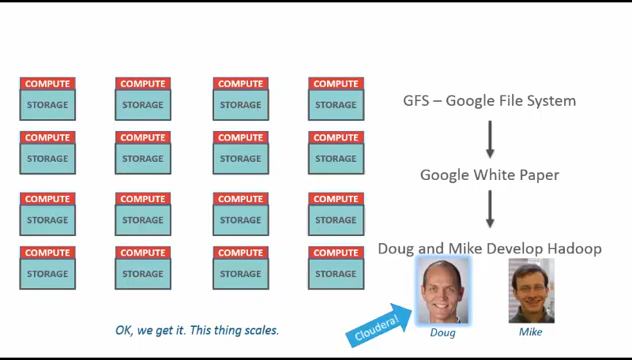 COMPUTE COMPUTE COMPUTE COMPUTE
STORAGE STORAGE STORAGE STORAGE
GFS – Google File System
COMPUTE COMPUTE COMPUTE COMPUTE
STORAGE STORAGE STORAGE STORAGE
Google White Paper
COMPUTE COMPUTE COMPUTE COMPUTE
STORAGE STORAGE STORAGE STORAGE
Doug and Mike Develop Hadoop
COMPUTE COMPUTE COMPUTE COMPUTE
STORAGE STORAGE STORAGE STORAGE
Cloudera!
OK, we get it. This thing scales.
Doug
Mike